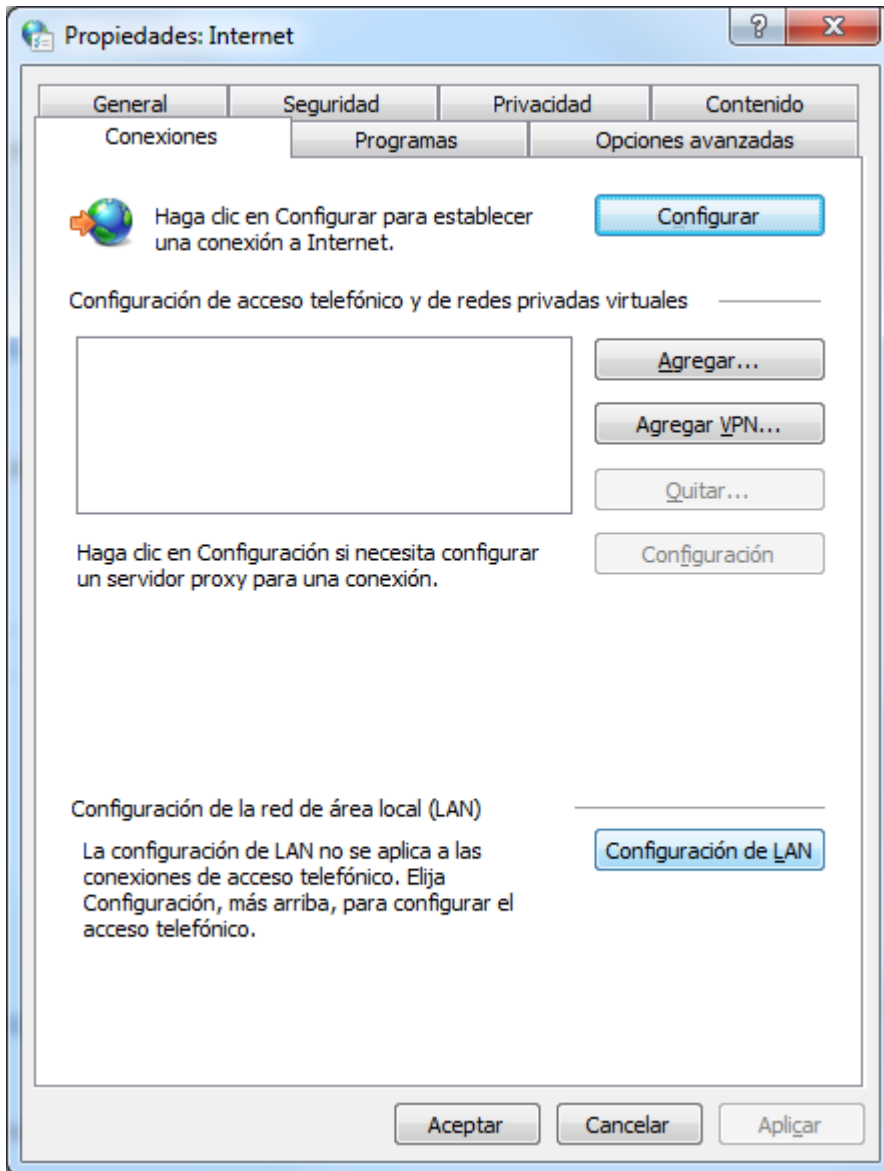 Propiedades: Internet
General
Seguridad
Privacidad
Contenido
Conexiones
Programas
Opciones avanzadas
Haga clic en Configurar para establecer
una conexión a Internet.
Configurar
Configuración de acceso telefónico y de redes privadas virtuales
Agregar...
Agregar VPN...
Quitar...
Configuración
Haga clic en Configuración si necesita configurar
un servidor proxy para una conexión.
Configuración de la red de área local (LAN)
La configuración de LAN no se aplica a las
conexiones de acceso telefónico. Elija
Configuración, más arriba, para configurar el
acceso telefónico.
Configuración de LAN
Aceptar
Cancelar
Aplicar